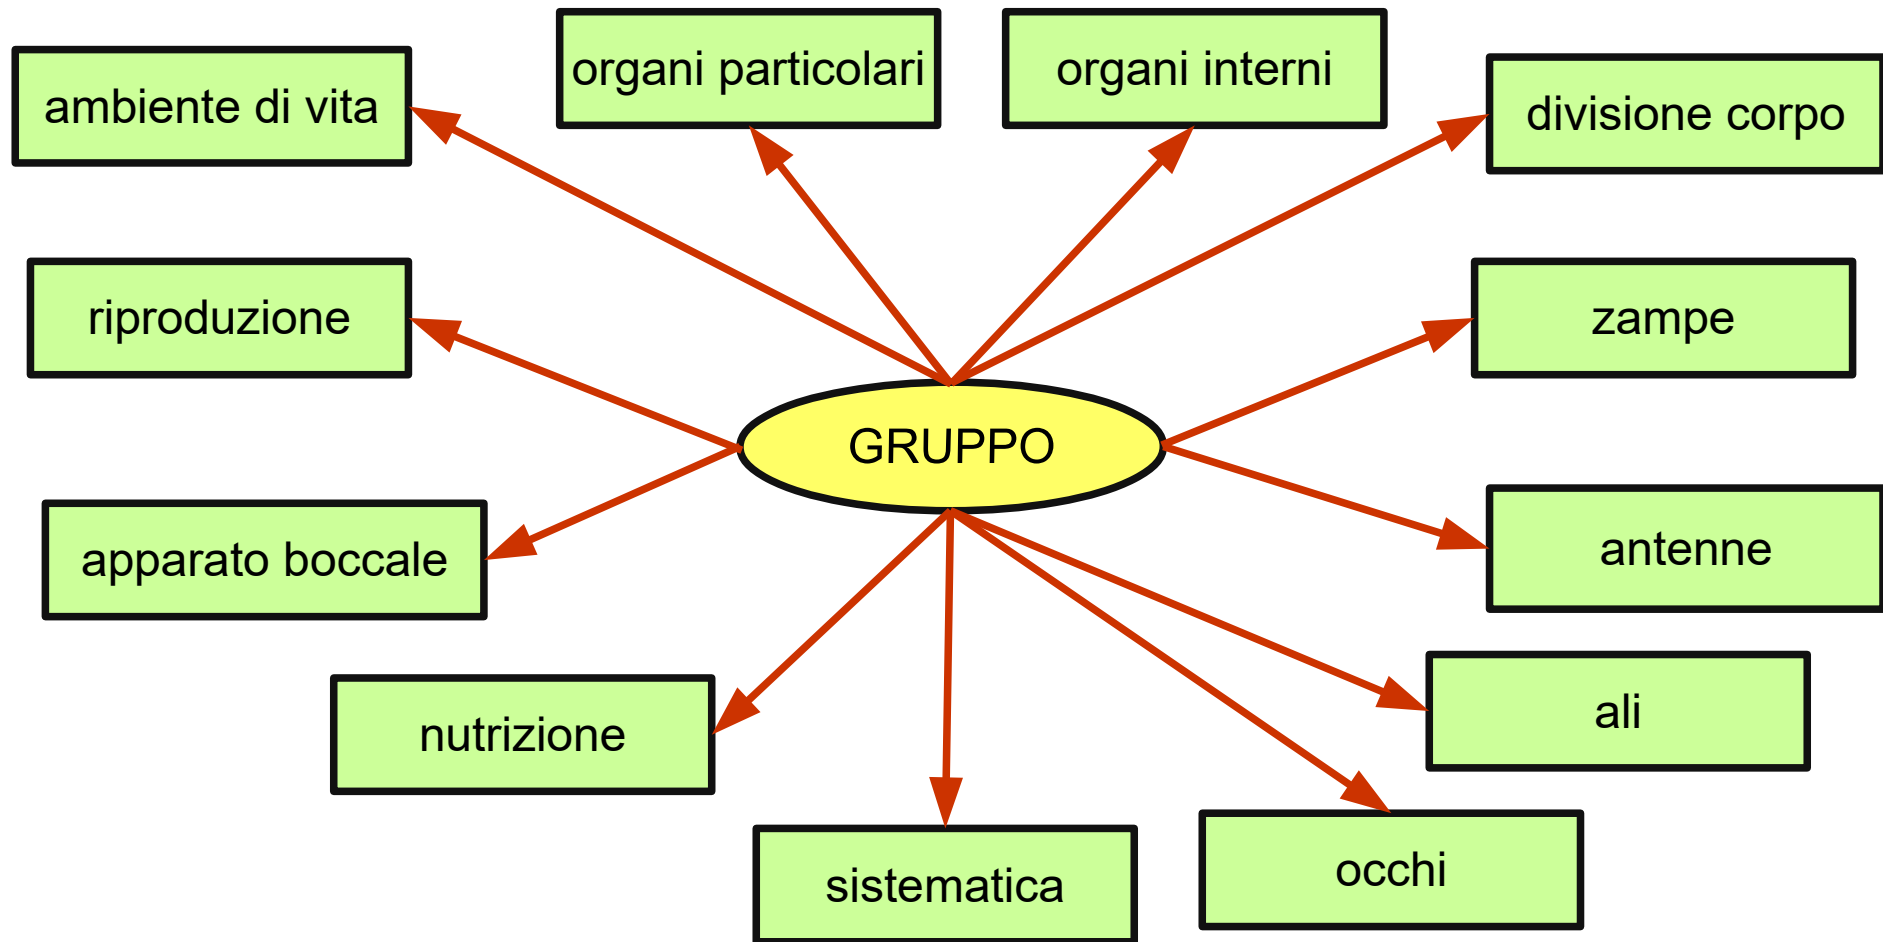 organi particolari
organi interni
ambiente di vita
divisione corpo
riproduzione
zampe
GRUPPO
apparato boccale
antenne
nutrizione
ali
sistematica
occhi